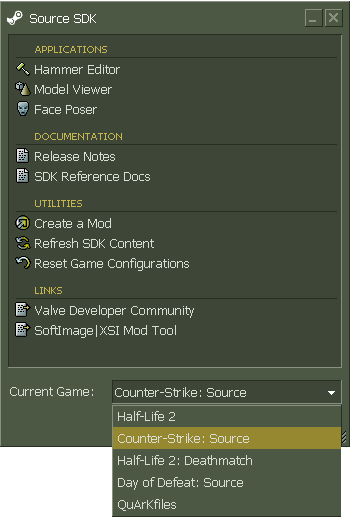 Source SDK
APPLICATIONS
Hammer Editor
Model Viewer
Face Poser
DOCUMENTATION
Release Notes
SDK Reference Docs
UTILITIES
Create a Mod
Refresh SDK Content
Reset Game Configurations
LINKS
Valve Developer Community
SoftImage|XSI Mod Tool
Current Game: Counter-Strike: Source
Half-Life 2
Counter-Strike: Source
Half-Life 2: Deathmatch
Day of Defeat: Source
QuArKfiles